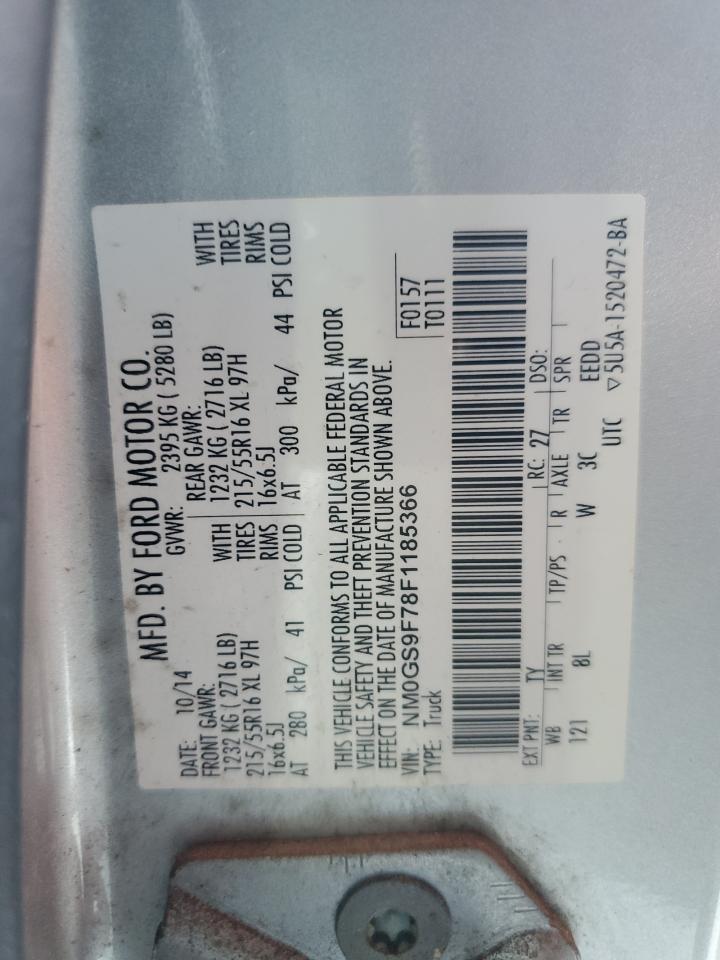 MFD. BY FORD MOTOR CO.
DATE: 10/14 GVWR: 2395 KG ( 5280 LB)
FRONT GAWR: REAR GAWR:
1232 KG ( 2716 LB) WITH 1232 KG ( 2716 LB) WITH
215/55R16 XL 97H TIRES 215/55R16 XL 97H TIRES
16x6.5J RIMS 16x6.5J RIMS
AT 280 kPa/ 41 PSI COLD AT 300 kPa/ 44 PSI COLD
THIS VEHICLE CONFORMS TO ALL APPLICABLE FEDERAL MOTOR
VEHICLE SAFETY AND THEFT PREVENTION STANDARDS IN
EFFECT ON THE DATE OF MANUFACTURE SHOWN ABOVE.
VIN: NM0GS9F78F1185366 F0157
TYPE: Truck T0111
EXT PNT: TY RC: 27 DSO:
WB INT TR TP/PS R AXLE TR SPR
121 8L W 3C EEDD
UTC ▽5U5A-1520472-BA